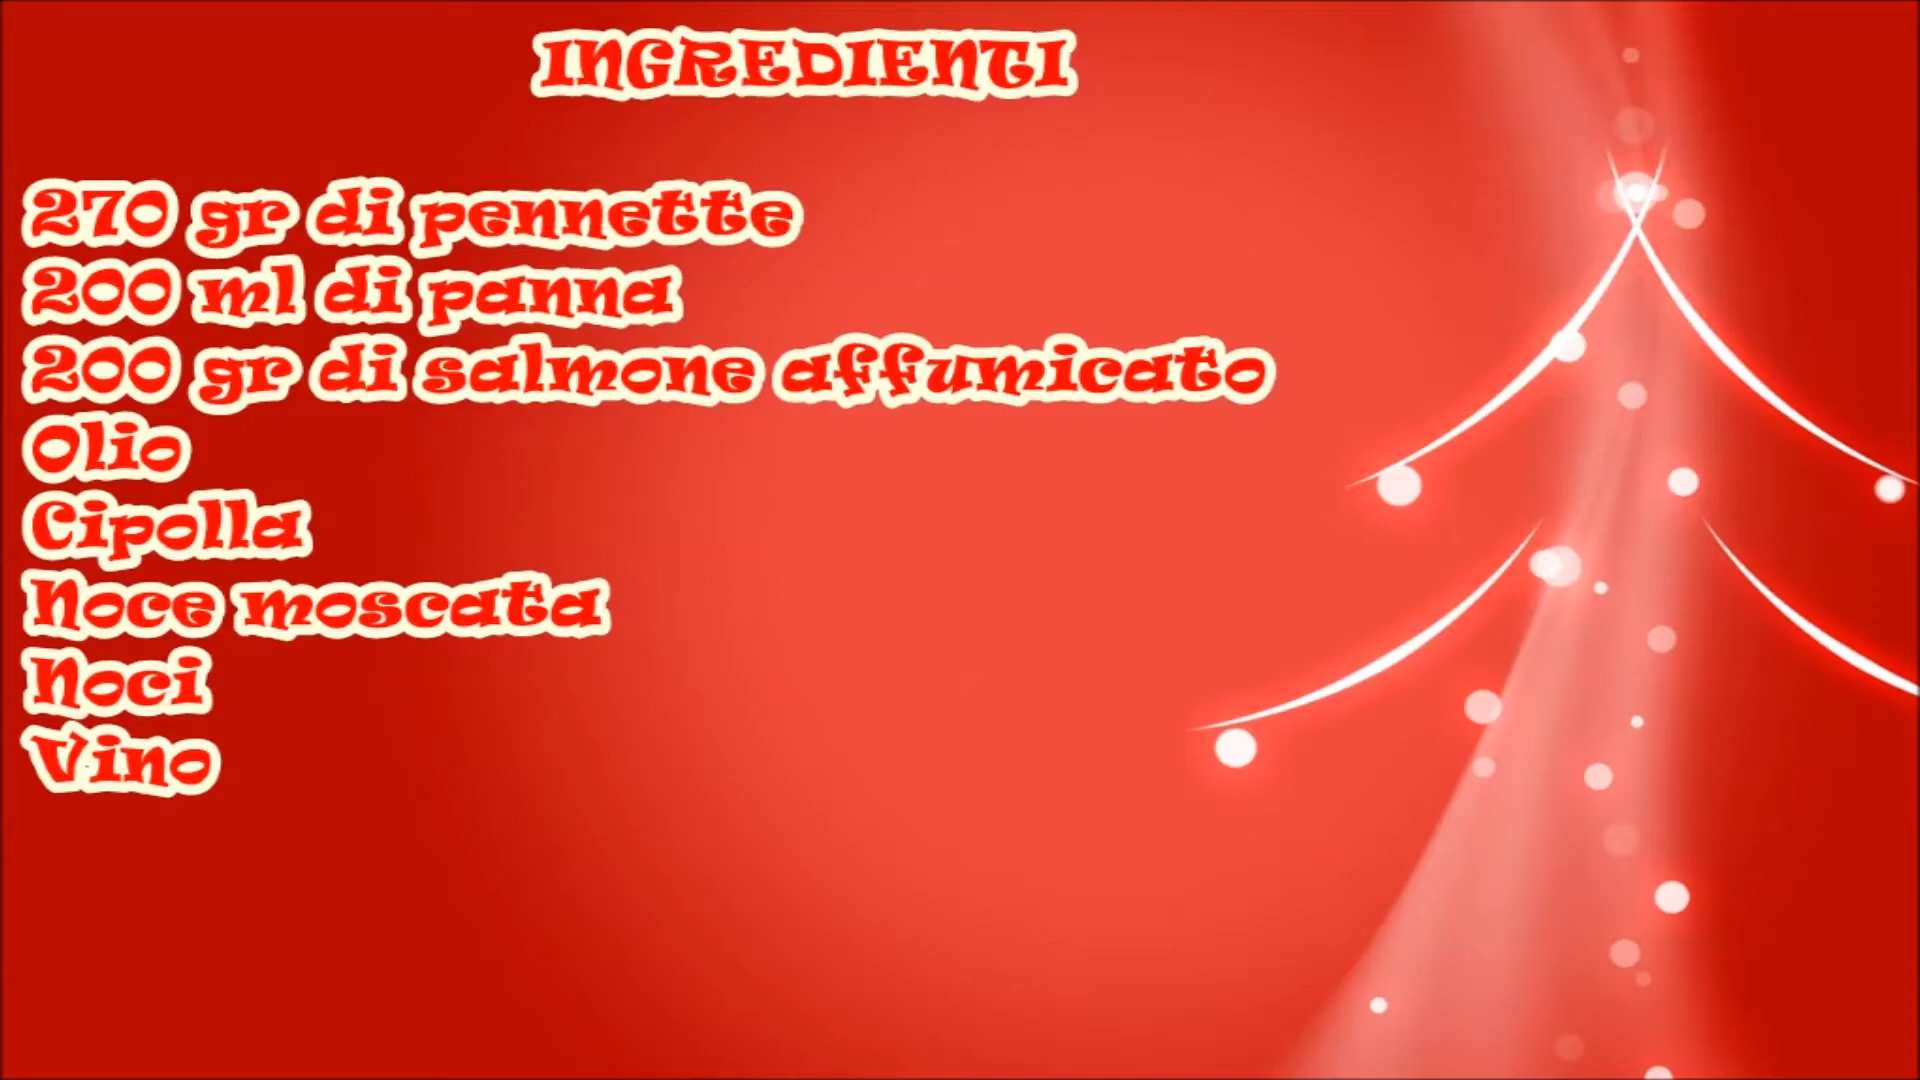 INGREDIENTI
270 gr di pennette
200 ml di panna
200 gr di salmone affumicato
Olio
Cipolla
Noce moscata
Noci
Vino